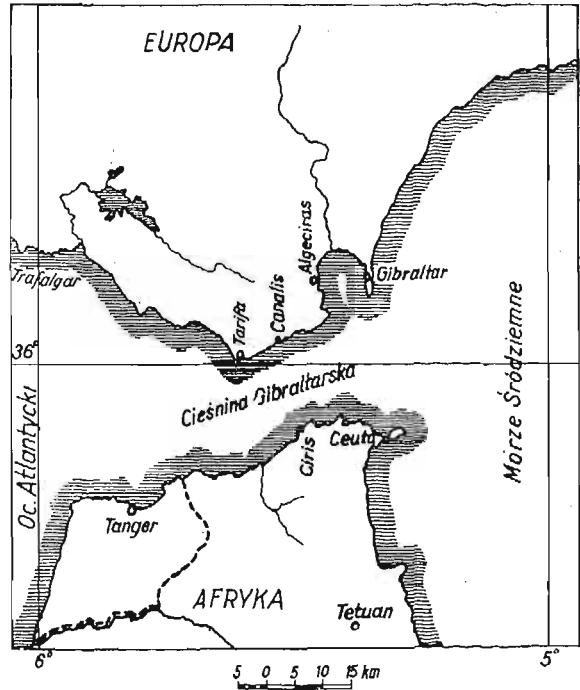 EUROPA
Trafalgar
Algeciras
Gibraltar
Tarifa
Canalis
36°
Cieśnina Gibraltarska
Oc. Atlantycki
Morze Śródziemne
Ciris
Ceuta
Tanger
AFRYKA
Tetuan
6°
5°
5 0 5 10 15 km